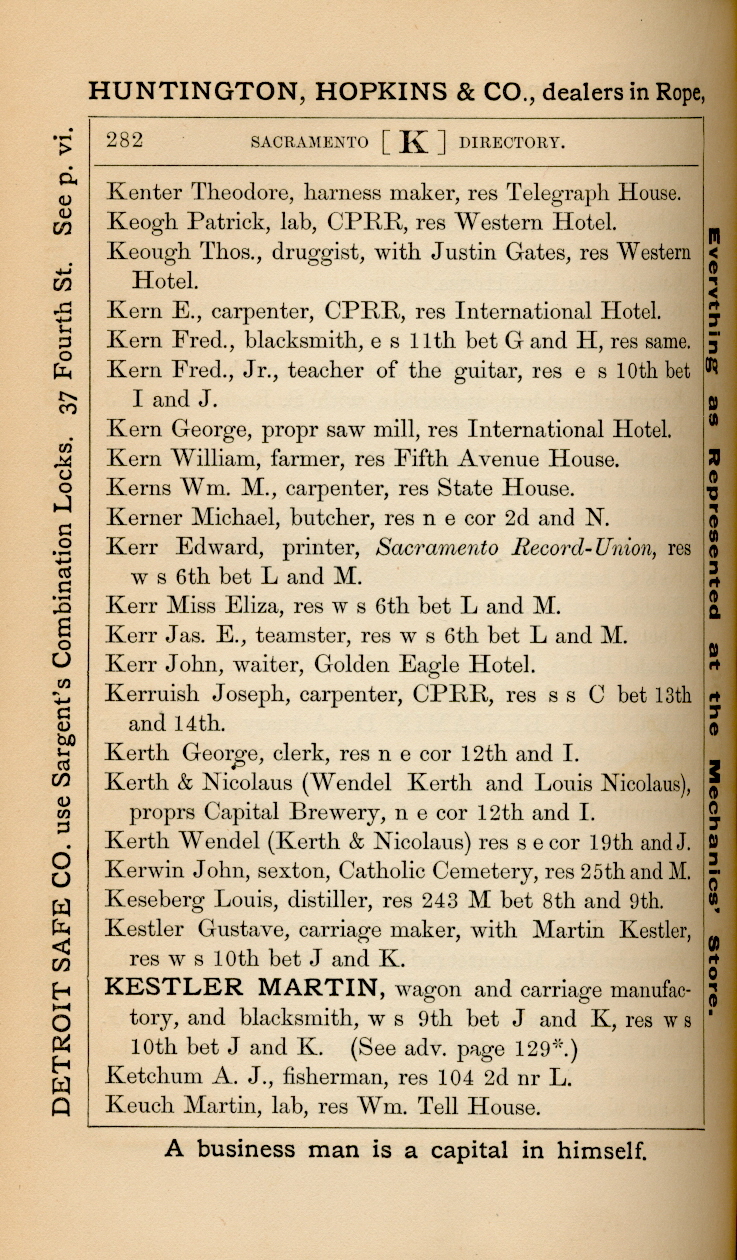 HUNTINGTON, HOPKINS & CO., dealers in Rope,
282 SACRAMENTO [ K ] DIRECTORY.
Kenter Theodore, harness maker, res Telegraph House.
Keogh Patrick, lab, CPRR, res Western Hotel.
Keough Thos., druggist, with Justin Gates, res Western
Hotel.
Kern E., carpenter, CPRR, res International Hotel.
Kern Fred., blacksmith, e s 11th bet G and H, res same.
Kern Fred., Jr., teacher of the guitar, res e s 10th bet
I and J.
Kern George, propr saw mill, res International Hotel.
Kern William, farmer, res Fifth Avenue House.
Kerns Wm. M., carpenter, res State House.
Kerner Michael, butcher, res n e cor 2d and N.
Kerr Edward, printer, Sacramento Record-Union, res
w s 6th bet L and M.
Kerr Miss Eliza, res w s 6th bet L and M.
Kerr Jas. E., teamster, res w s 6th bet L and M.
Kerr John, waiter, Golden Eagle Hotel.
Kerruish Joseph, carpenter, CPRR, res s s C bet 13th
and 14th.
Kerth George, clerk, res n e cor 12th and I.
Kerth & Nicolaus (Wendel Kerth and Louis Nicolaus),
proprs Capital Brewery, n e cor 12th and I.
Kerth Wendel (Kerth & Nicolaus) res s e cor 19th and J.
Kerwin John, sexton, Catholic Cemetery, res 25th and M.
Keseberg Louis, distiller, res 243 M bet 8th and 9th.
Kestler Gustave, carriage maker, with Martin Kestler,
res w s 10th bet J and K.
KESTLER MARTIN, wagon and carriage manufac-
tory, and blacksmith, w s 9th bet J and K, res w s
10th bet J and K. (See adv. page 129*.)
Ketchum A. J., fisherman, res 104 2d nr L.
Keuch Martin, lab, res Wm. Tell House.
A business man is a capital in himself.
DETROIT SAFE CO. use Sargent's Combination Locks. 37 Fourth St. See p. vi.
Everything as Represented at the Mechanics' Store.